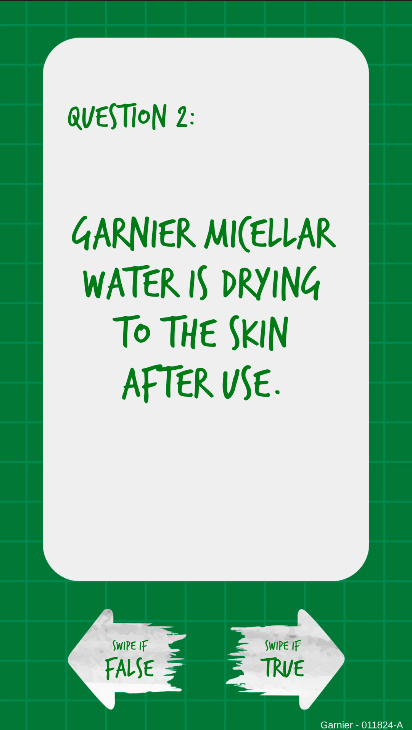 QUESTION 2:
GARNIER MICELLAR
WATER IS DRYING
TO THE SKIN
AFTER USE.
SWIPE IF
FALSE
SWIPE IF
TRUE
Garnier - 011824-A